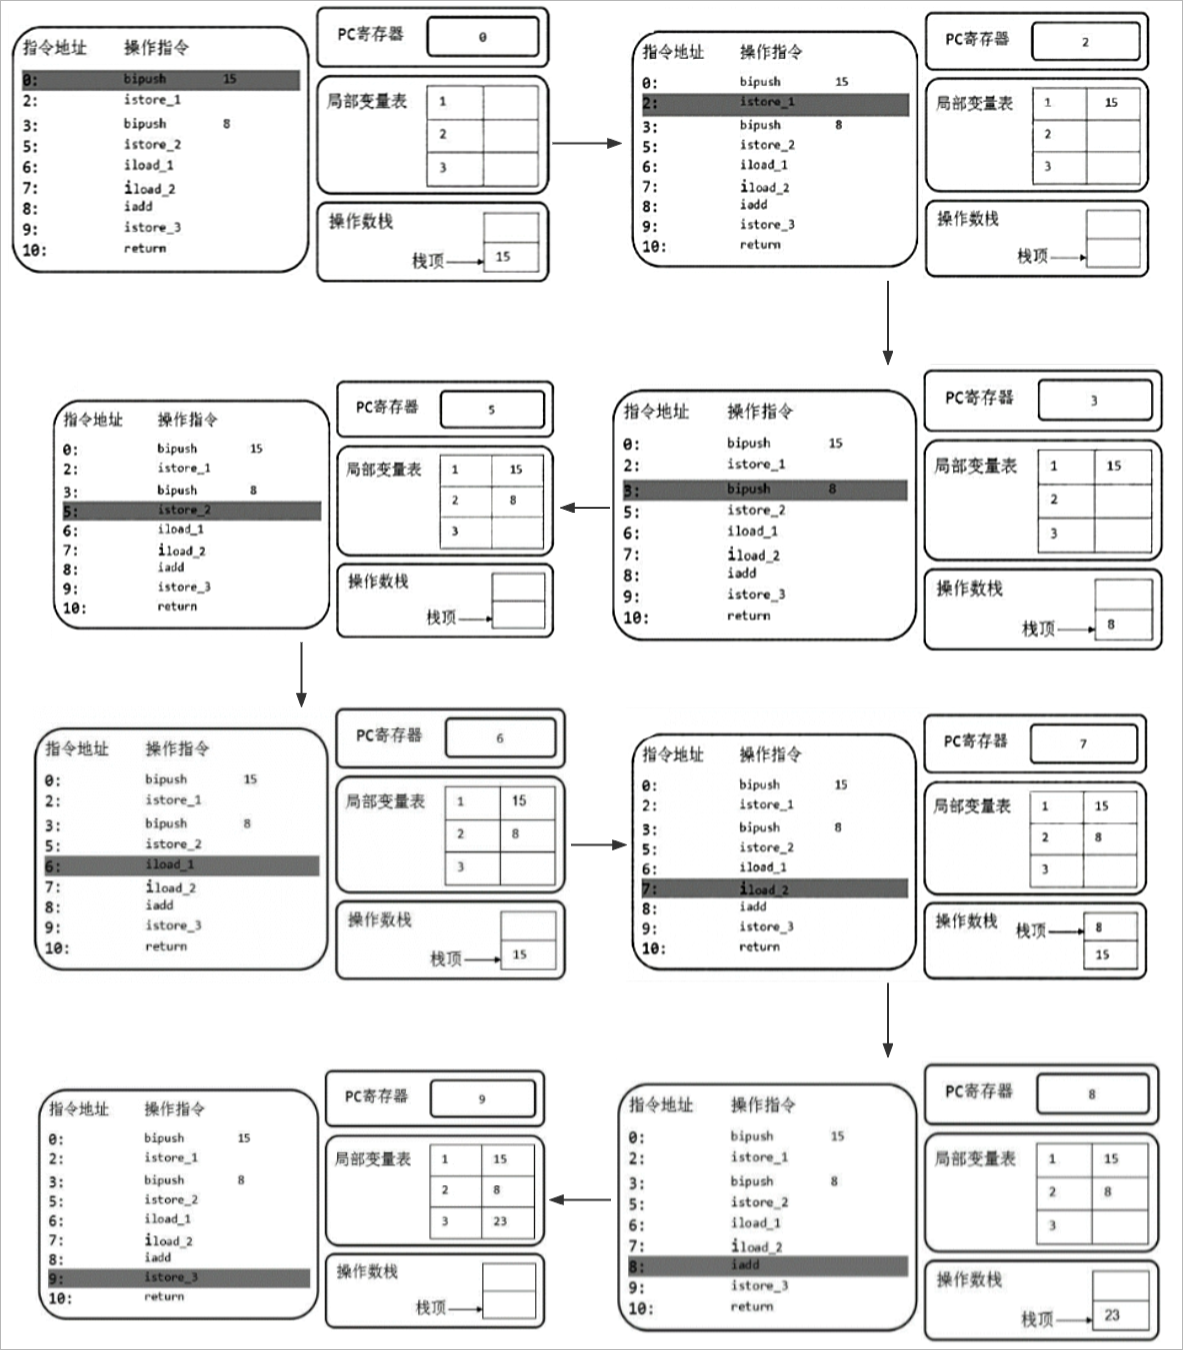 指令地址 操作指令
0: bipush 15
2: istore_1
3: bipush 8
5: istore_2
6: iload_1
7: iload_2
8: iadd
9: istore_3
10: return
PC寄存器 0
局部变量表 1
2
3
操作数栈
栈顶 15
指令地址 操作指令
0: bipush 15
2: istore_1
3: bipush 8
5: istore_2
6: iload_1
7: iload_2
8: iadd
9: istore_3
10: return
PC寄存器 2
局部变量表 1 15
2
3
操作数栈
栈顶
指令地址 操作指令
0: bipush 15
2: istore_1
3: bipush 8
5: istore_2
6: iload_1
7: iload_2
8: iadd
9: istore_3
10: return
PC寄存器 3
局部变量表 1 15
2
3
操作数栈
栈顶 8
指令地址 操作指令
0: bipush 15
2: istore_1
3: bipush 8
5: istore_2
6: iload_1
7: iload_2
8: iadd
9: istore_3
10: return
PC寄存器 5
局部变量表 1 15
2 8
3
操作数栈
栈顶
指令地址 操作指令
0: bipush 15
2: istore_1
3: bipush 8
5: istore_2
6: iload_1
7: iload_2
8: iadd
9: istore_3
10: return
PC寄存器 6
局部变量表 1 15
2 8
3
操作数栈
栈顶 15
指令地址 操作指令
0: bipush 15
2: istore_1
3: bipush 8
5: istore_2
6: iload_1
7: iload_2
8: iadd
9: istore_3
10: return
PC寄存器 7
局部变量表 1 15
2 8
3
操作数栈 栈顶 8
15
指令地址 操作指令
0: bipush 15
2: istore_1
3: bipush 8
5: istore_2
6: iload_1
7: iload_2
8: iadd
9: istore_3
10: return
PC寄存器 8
局部变量表 1 15
2 8
3
操作数栈
栈顶 23
指令地址 操作指令
0: bipush 15
2: istore_1
3: bipush 8
5: istore_2
6: iload_1
7: iload_2
8: iadd
9: istore_3
10: return
PC寄存器 9
局部变量表 1 15
2 8
3 23
操作数栈
栈顶